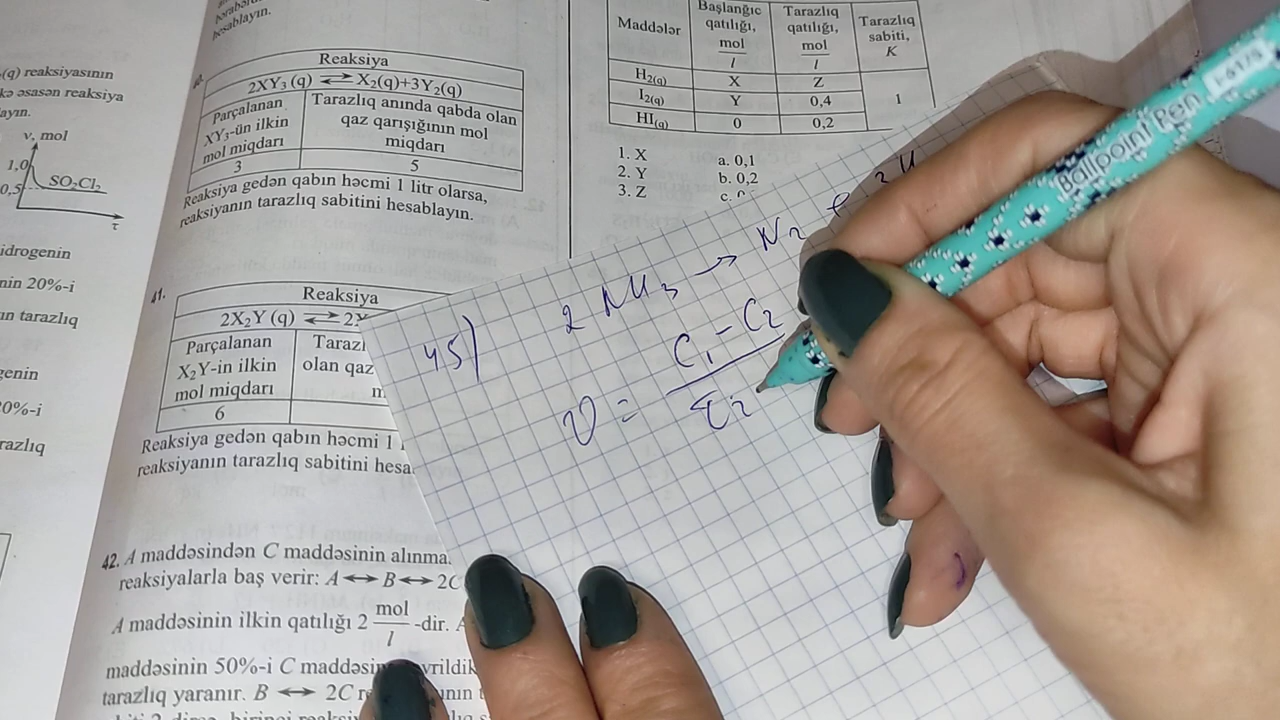 hesablayın.
(q) reaksiyasının
kə əsasən reaksiya
ayın.
ν, mol
1,0
0,5
SO₂Cl₂
τ
idrogenin
nin 20%-i
ın tarazlıq
genin
0%-i
razlıq
Reaksiya
2XY₃ (q) ⇄ X₂(q)+3Y₂(q)
Parçalanan
XY₃-ün ilkin
mol miqdarı
Tarazlıq anında qabda olan
qaz qarışığının mol
miqdarı
3
5
Reaksiya gedən qabın həcmi 1 litr olarsa,
reaksiyanın tarazlıq sabitini hesablayın.
41.
Reaksiya
2X₂Y (q) ⇄ 2
Parçalanan
X₂Y-in ilkin
mol miqdarı
Taraz
olan qaz
m
6
Reaksiya gedən qabın həcmi 1
reaksiyanın tarazlıq sabitini hesa
42. A maddəsindən C maddəsinin alınma
reaksiyalarla baş verir: A ↔ B ↔ 2C
A maddəsinin ilkin qatılığı 2 mol/l -dir.
maddəsinin 50%-i C maddəsin vrildik
tarazlıq yaranır. B ↔ 2C
Maddələr
Başlanğıc
qatılığı,
mol/l
Tarazlıq
qatılığı,
mol/l
Tarazlıq
sabiti,
K
H₂(q) X Z
I₂(q) Y 0,4 1
HI(q) 0 0,2
1. X a. 0,1
2. Y b. 0,2
3. Z c.
45) 2 NH₃ → N₂
υ = C₁ - C₂ / τ₂
Ballpoint Pen